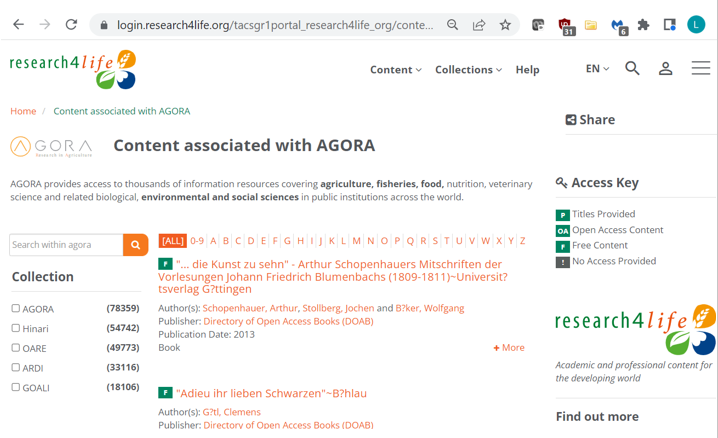 login.research4life.org/tacsgr1portal_research4life_org/conte...
31
6
L
research4life
Content
Collections
Help
EN
Home / Content associated with AGORA
Share
AGORA
Research in Agriculture
Content associated with AGORA
AGORA provides access to thousands of information resources covering agriculture, fisheries, food, nutrition, veterinary
science and related biological, environmental and social sciences in public institutions across the world.
Access Key
P Titles Provided
OA Open Access Content
F Free Content
! No Access Provided
Search within agora
[ALL] 0-9 A B C D E F G H I J K L M N O P Q R S T U V W X Y Z
Collection
AGORA (78359)
Hinari (54742)
OARE (49773)
ARDI (33116)
GOALI (18106)
F "... die Kunst zu sehn" - Arthur Schopenhauers Mitschriften der
Vorlesungen Johann Friedrich Blumenbachs (1809-1811)~Universit?
tsverlag G?ttingen
Author(s): Schopenhauer, Arthur, Stollberg, Jochen and B?ker, Wolfgang
Publisher: Directory of Open Access Books (DOAB)
Publication Date: 2013
Book
+ More
F "Adieu ihr lieben Schwarzen"~B?hlau
Author(s): G?tl, Clemens
Publisher: Directory of Open Access Books (DOAB)
research4life
Academic and professional content for
the developing world
Find out more